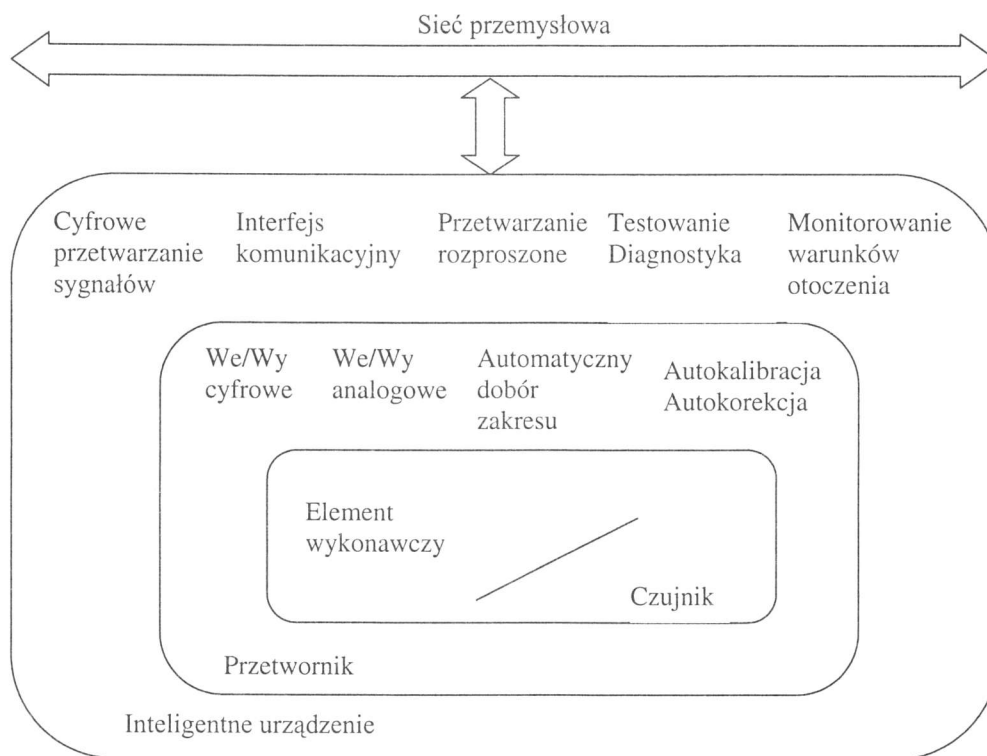 Sieć przemysłowa
Cyfrowe
przetwarzanie
sygnałów
Interfejs
komunikacyjny
Przetwarzanie
rozproszone
Testowanie
Diagnostyka
Monitorowanie
warunków
otoczenia
We/Wy
cyfrowe
We/Wy
analogowe
Automatyczny
dobór
zakresu
Autokalibracja
Autokorekcja
Element
wykonawczy
Czujnik
Przetwornik
Inteligentne urządzenie